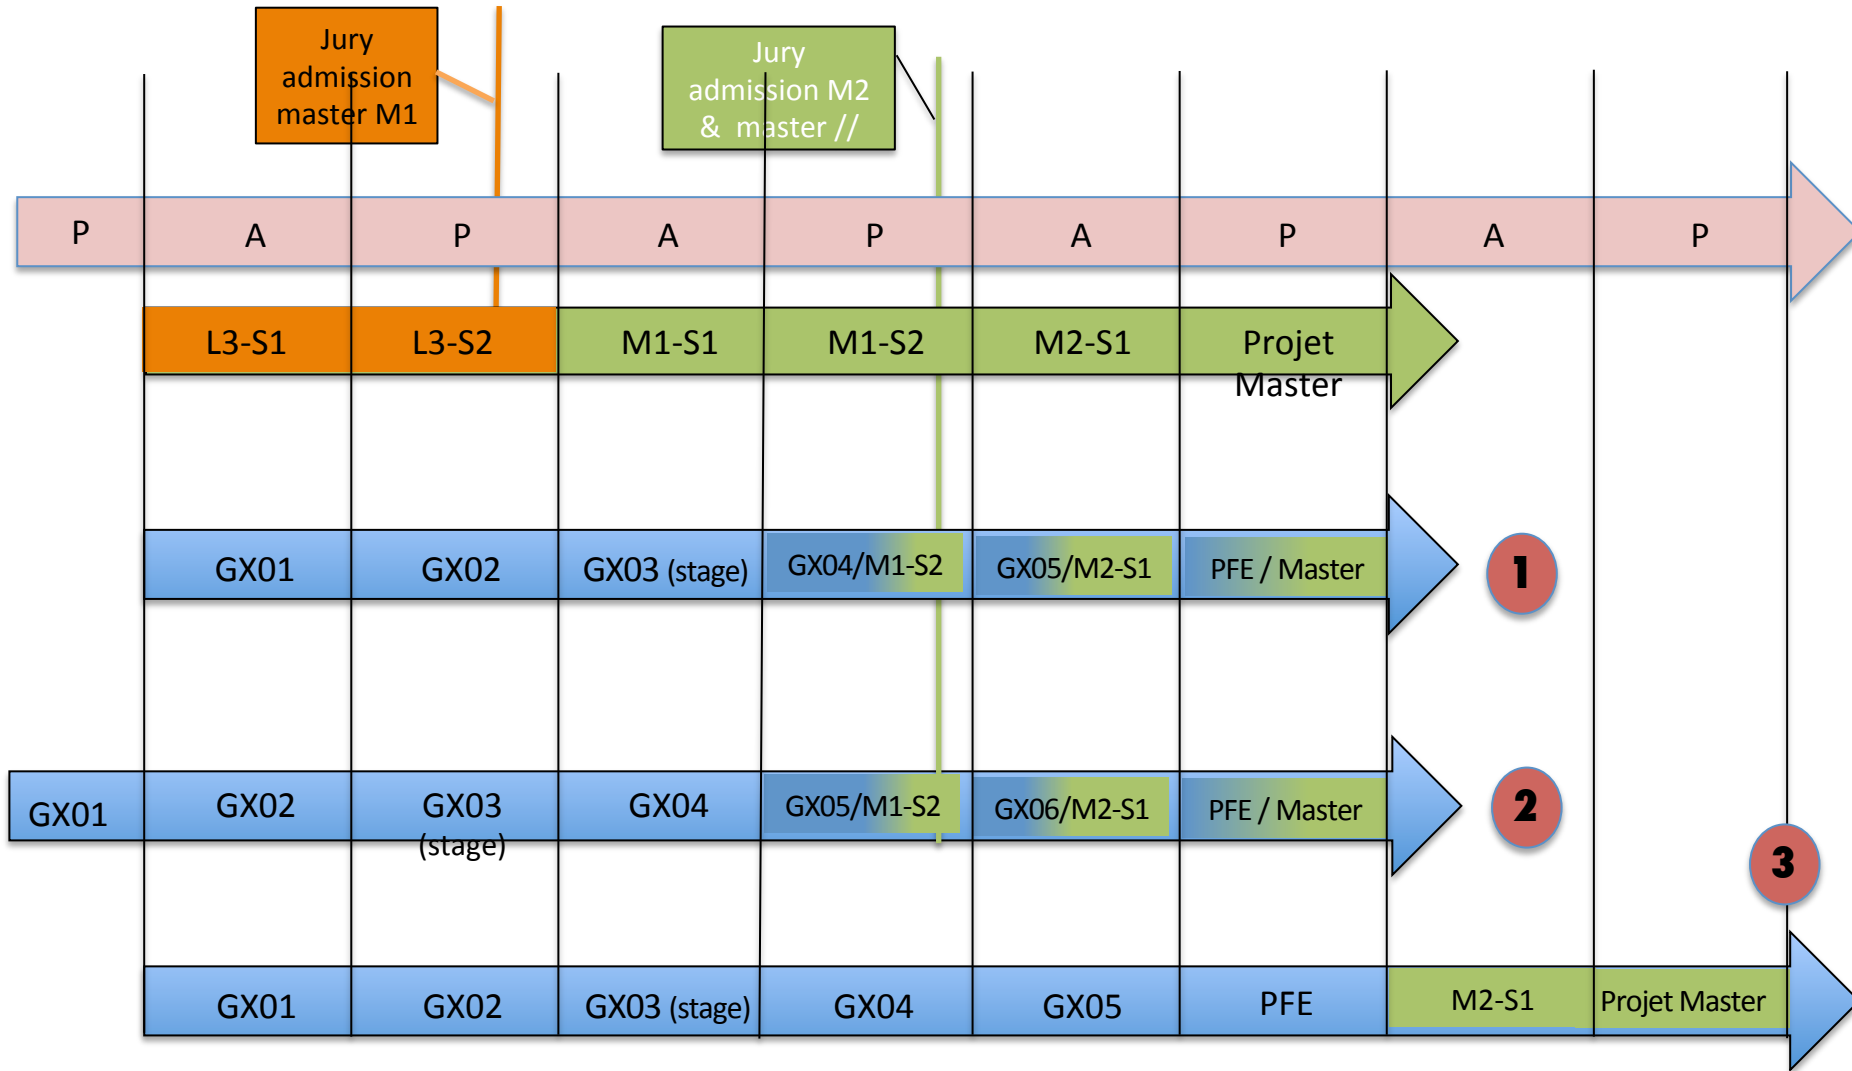 Jury
admission
master M1
Jury
admission M2
& master //
P A P A P A P A P
L3-S1 L3-S2 M1-S1 M1-S2 M2-S1 Projet
Master
GX01 GX02 GX03 (stage) GX04/M1-S2 GX05/M2-S1 PFE / Master
1
GX01 GX02 GX03 GX04 GX05/M1-S2 GX06/M2-S1 PFE / Master
(stage)
2
3
GX01 GX02 GX03 (stage) GX04 GX05 PFE M2-S1 Projet Master